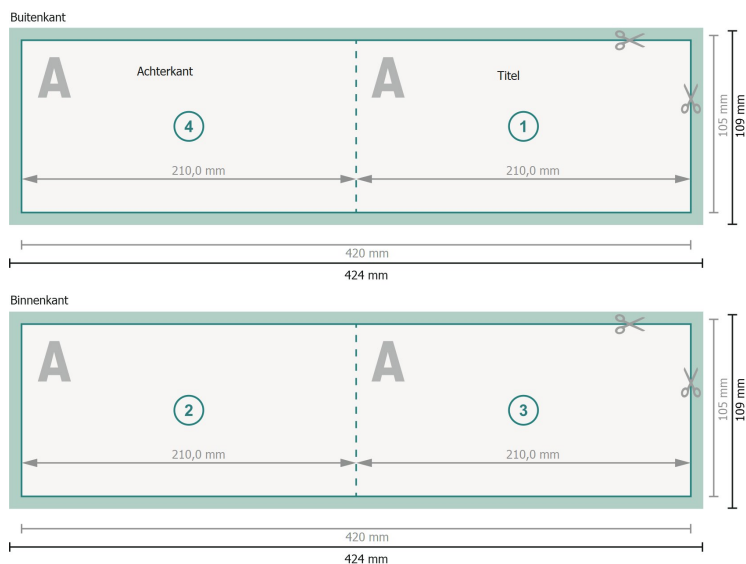 Buitenkant
A Achterkant
A Titel
4
1
210,0 mm
210,0 mm
105 mm
109 mm
420 mm
424 mm
Binnenkant
A
A
2
3
210,0 mm
210,0 mm
105 mm
109 mm
420 mm
424 mm